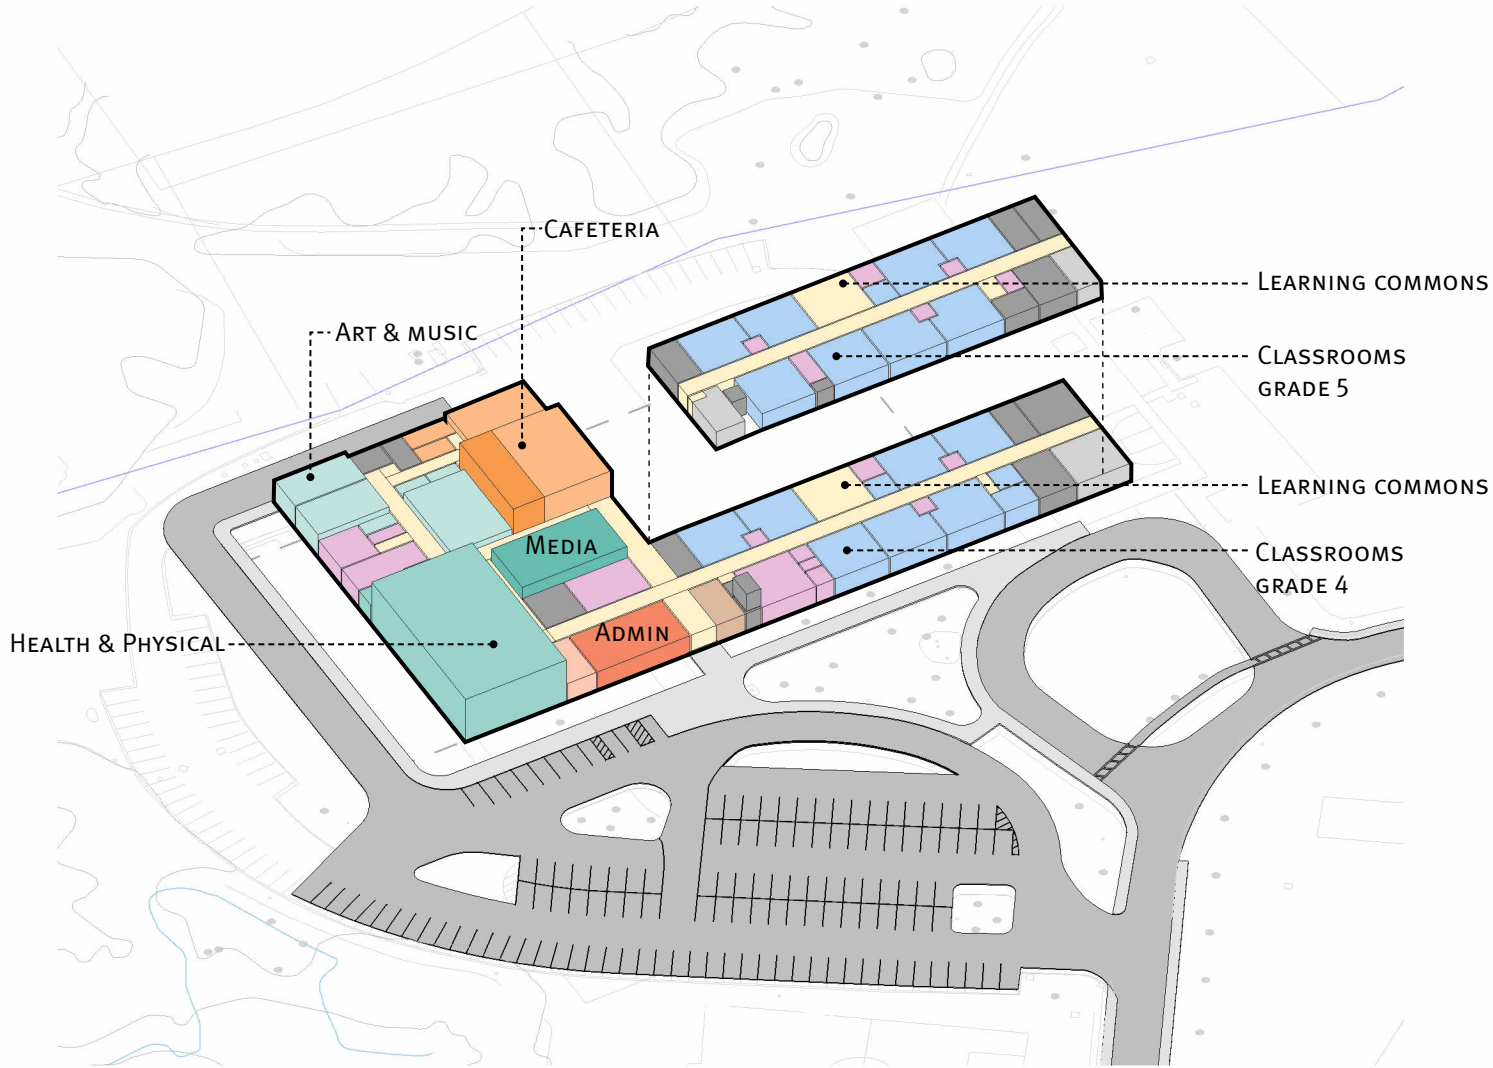 Cafeteria
Learning commons
Art & music
Classrooms
grade 5
Learning commons
Media
Classrooms
grade 4
Admin
Health & Physical